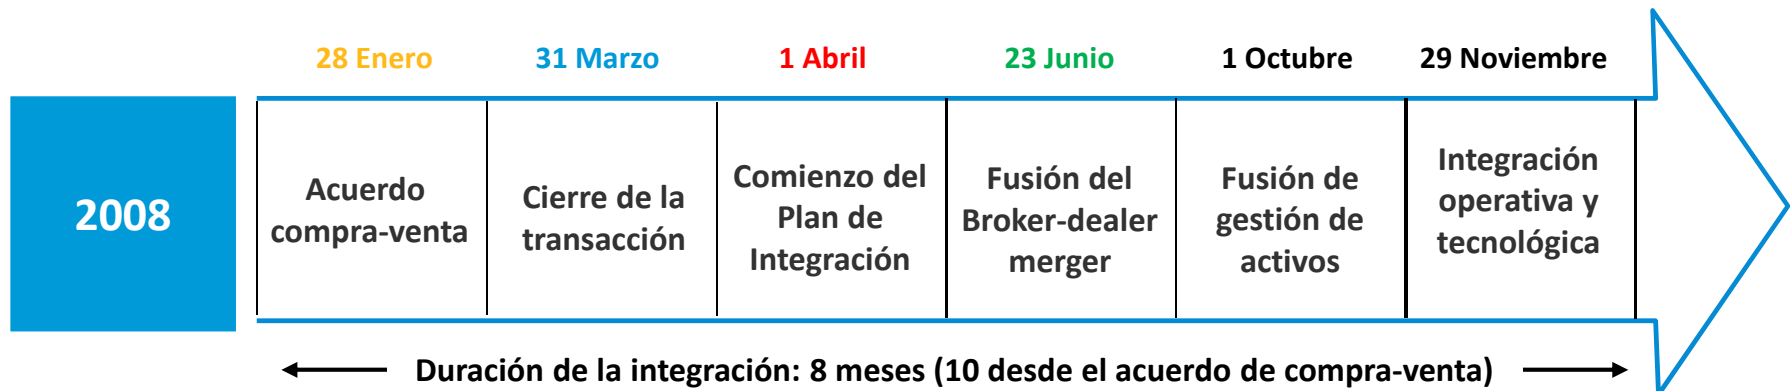 28 Enero
31 Marzo
1 Abril
23 Junio
1 Octubre
29 Noviembre
2008
Acuerdo
compra-venta
Cierre de la
transacción
Comienzo del
Plan de
Integración
Fusión del
Broker-dealer
merger
Fusión de
gestión de
activos
Integración
operativa y
tecnológica
Duración de la integración: 8 meses (10 desde el acuerdo de compra-venta)